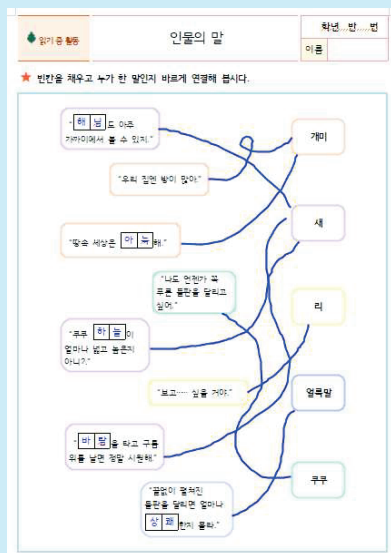 읽기 중 활동
인물의 말
학년 반 번
이름
★ 빈칸을 채우고 누가 한 말인지 바르게 연결해 봅시다.
"해님도 아주
가까이에서 볼 수 있지."
개미
"우리 집엔 방이 많아."
새
"땅속 세상은 아늑해."
"나도 언젠가 꼭
푸른 들판을 달리고
싶어."
리
"쿠쿠 하늘이
얼마나 넓고 높은지
아니?"
"보고…… 싶을 거야."
얼룩말
"바람을 타고 구름
위를 날면 정말 시원해."
쿠쿠
"끝없이 펼쳐진
들판을 달리면 얼마나
상쾌한지 몰라."